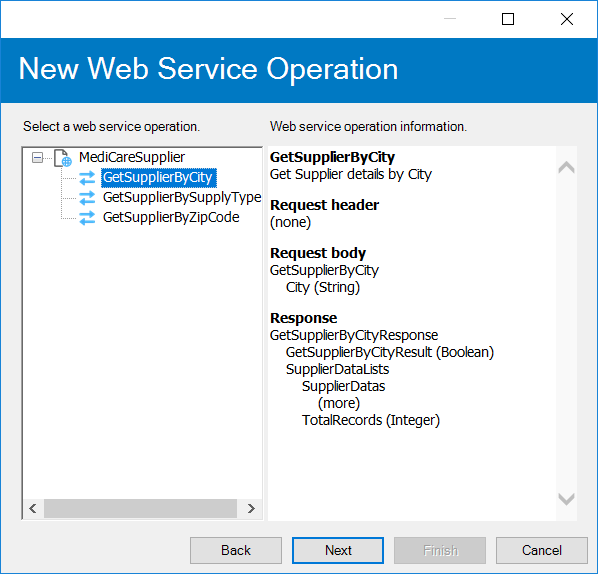 New Web Service Operation
Select a web service operation.
Web service operation information.
MediCareSupplier
GetSupplierByCity
GetSupplierBySupplyType
GetSupplierByZipCode
GetSupplierByCity
Get Supplier details by City
Request header
(none)
Request body
GetSupplierByCity
City (String)
Response
GetSupplierByCityResponse
GetSupplierByCityResult (Boolean)
SupplierDataLists
SupplierDatas
(more)
TotalRecords (Integer)
Back
Next
Finish
Cancel